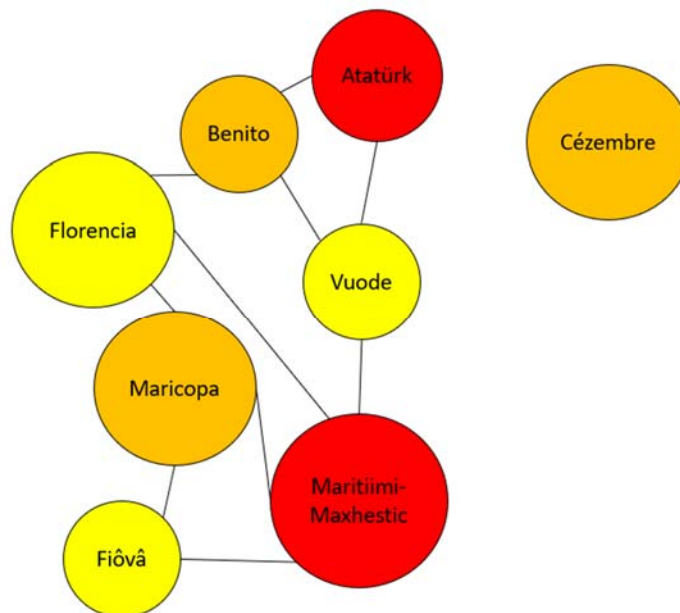 Atatürk
Benito
Cézembre
Florencia
Vuode
Maricopa
Maritiimi-
Maxhestic
Fiôvâ